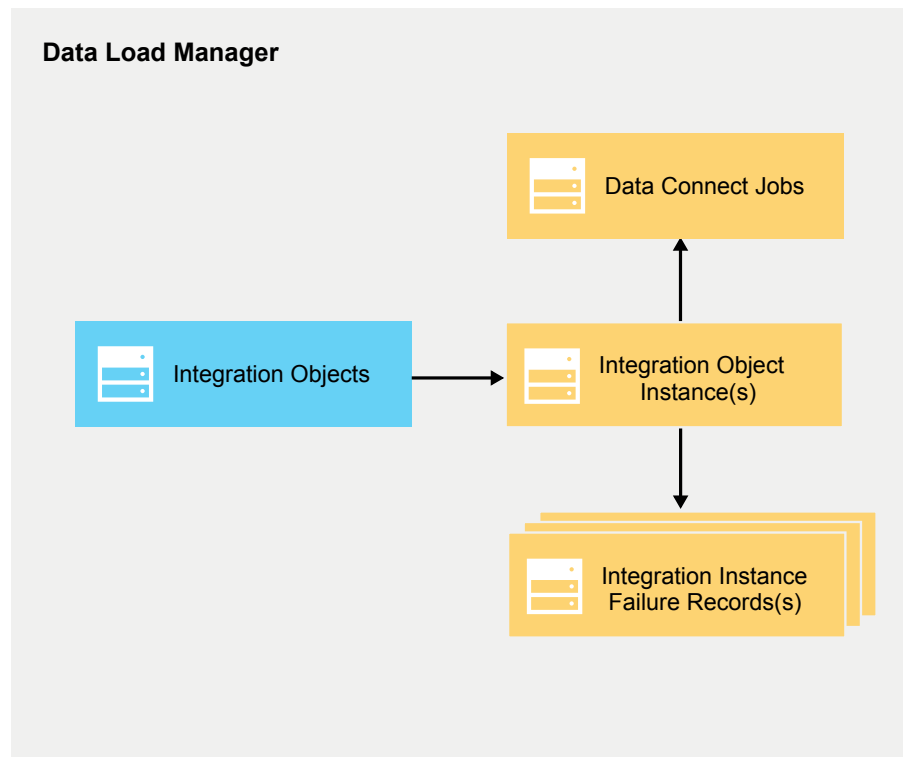 Data Load Manager
Data Connect Jobs
Integration Objects
Integration Object
Instance(s)
Integration Instance
Failure Records(s)